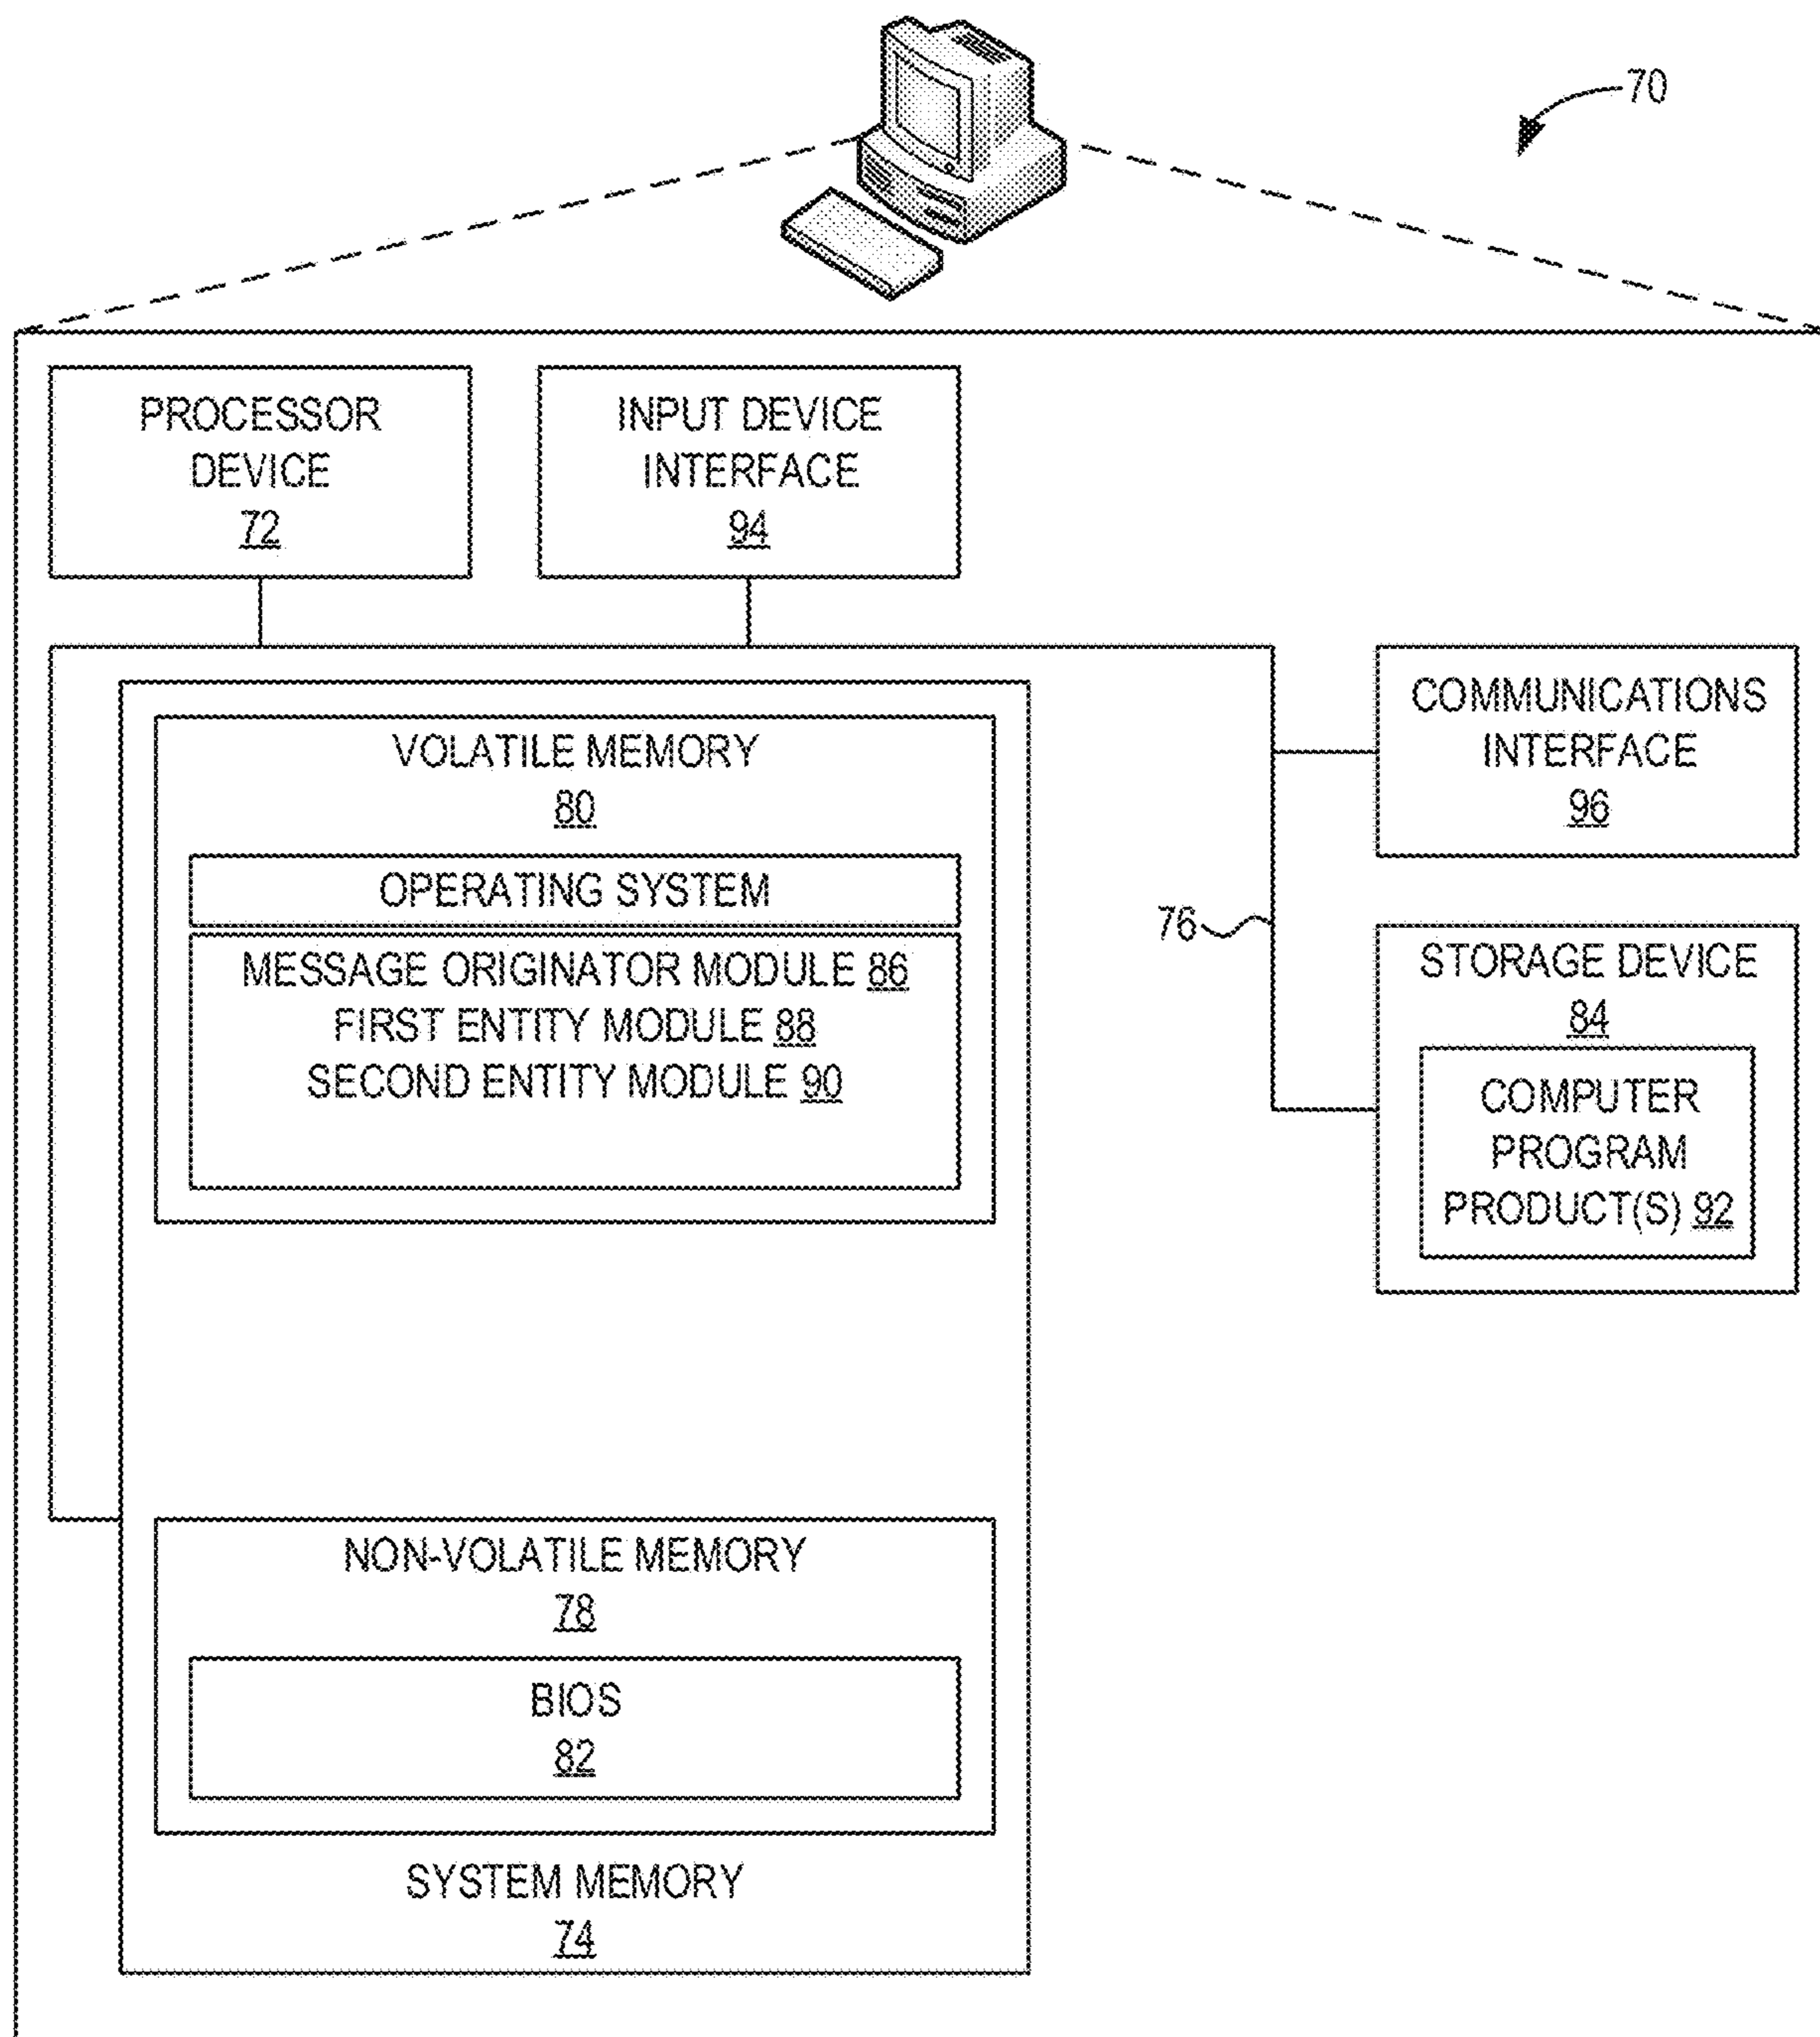 70
PROCESSOR
DEVICE
72
INPUT DEVICE
INTERFACE
94
VOLATILE MEMORY
80
OPERATING SYSTEM
MESSAGE ORIGINATOR MODULE 86
FIRST ENTITY MODULE 88
SECOND ENTITY MODULE 90
NON-VOLATILE MEMORY
78
BIOS
82
SYSTEM MEMORY
74
76
COMMUNICATIONS
INTERFACE
96
STORAGE DEVICE
84
COMPUTER
PROGRAM
PRODUCT(S) 92